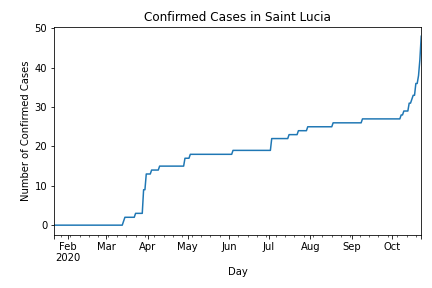 Confirmed Cases in Saint Lucia
Number of Confirmed Cases
50
40
30
20
10
0
Feb Mar Apr May Jun Jul Aug Sep Oct
2020
Day